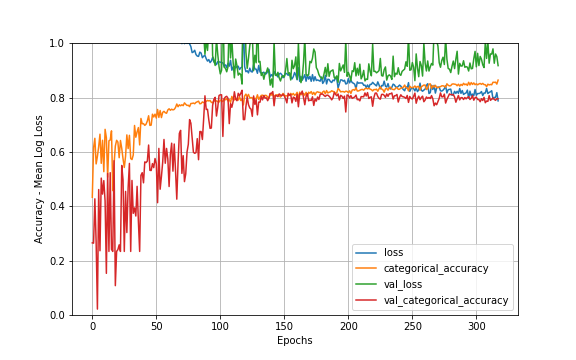 1.0
0.8
0.6
0.4
0.2
0.0
Accuracy - Mean Log Loss
0 50 100 150 200 250 300
Epochs
loss
categorical_accuracy
val_loss
val_categorical_accuracy